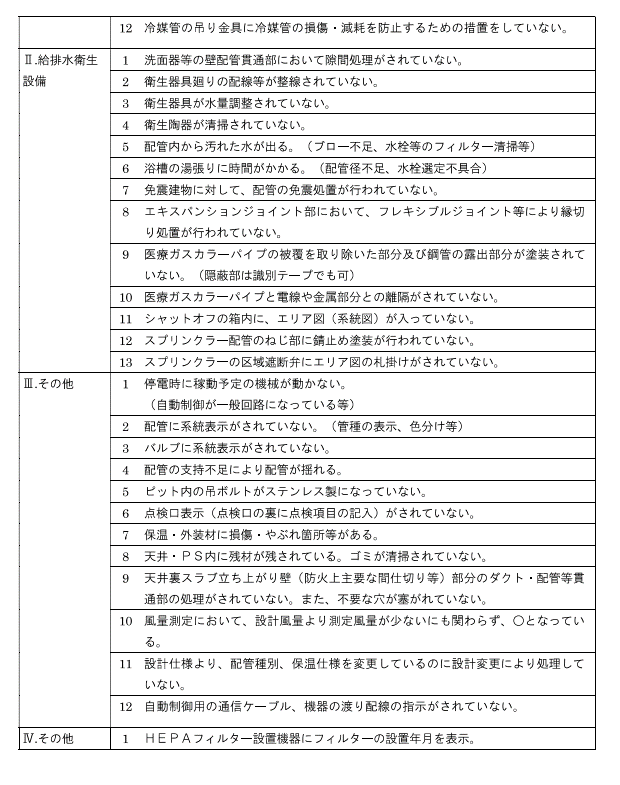 12 冷媒管の吊り金具に冷媒管の損傷・減耗を防止するための措置をしていない。
Ⅱ.給排水衛生 1 洗面器等の壁配管貫通部において隙間処理がされていない。
設備 2 衛生器具廻りの配線等が整線されていない。
3 衛生器具が水量調整されていない。
4 衛生陶器が清掃されていない。
5 配管内から汚れた水が出る。（ブロー不足、水栓等のフィルター清掃等）
6 浴槽の湯張りに時間がかかる。（配管径不足、水栓選定不具合）
7 免震建物に対して、配管の免震処置が行われていない。
8 エキスパンションジョイント部において、フレキシブルジョイント等により縁切
り処置が行われていない。
9 医療ガスカラーパイプの被覆を取り除いた部分及び鋼管の露出部分が塗装されて
いない。（隠蔽部は識別テープでも可）
10 医療ガスカラーパイプと電線や金属部分との離隔がされていない。
11 シャットオフの箱内に、エリア図（系統図）が入っていない。
12 スプリンクラー配管のねじ部に錆止め塗装が行われていない。
13 スプリンクラーの区域遮断弁にエリア図の札掛けがされていない。
Ⅲ.その他 1 停電時に稼動予定の機械が動かない。
（自動制御が一般回路になっている等）
2 配管に系統表示がされていない。（管種の表示、色分け等）
3 バルブに系統表示がされていない。
4 配管の支持不足により配管が揺れる。
5 ピット内の吊ボルトがステンレス製になっていない。
6 点検口表示（点検口の裏に点検項目の記入）がされていない。
7 保温・外装材に損傷・やぶれ箇所等がある。
8 天井・ＰＳ内に残材が残されている。ゴミが清掃されていない。
9 天井裏スラブ立ち上がり壁（防火上主要な間仕切り等）部分のダクト・配管等貫
通部の処理がされていない。また、不要な穴が塞がれていない。
10 風量測定において、設計風量より測定風量が少ないにも関わらず、○となってい
る。
11 設計仕様より、配管種別、保温仕様を変更しているのに設計変更により処理して
いない。
12 自動制御用の通信ケーブル、機器の渡り配線の指示がされていない。
Ⅳ.その他 1 ＨＥＰＡフィルター設置機器にフィルターの設置年月を表示。